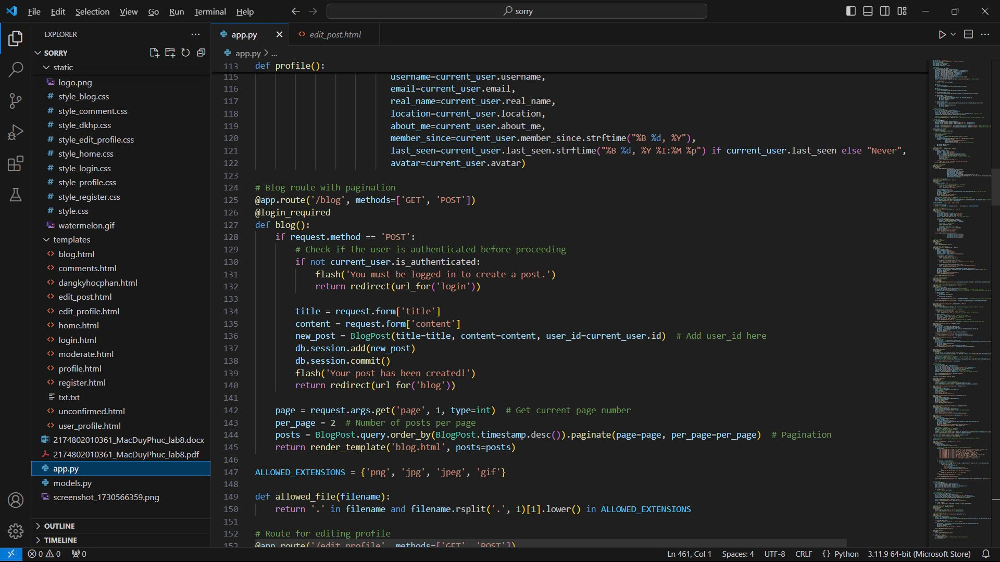 File Edit Selection View Go Run Terminal Help
sorry
EXPLORER
SORRY
static
logo.png
style_blog.css
style_comment.css
style_dkhp.css
style_edit_profile.css
style_home.css
style_login.css
style_profile.css
style_register.css
style.css
watermelon.gif
templates
blog.html
comments.html
dangkyhocphan.html
edit_post.html
edit_profile.html
home.html
login.html
moderate.html
profile.html
register.html
txt.txt
unconfirmed.html
user_profile.html
2174802010361_MacDuyPhuc_lab8.docx
2174802010361_MacDuyPhuc_lab8.pdf
app.py
models.py
screenshot_1730566359.png
OUTLINE
TIMELINE
app.py
edit_post.html
app.py > ...
113 def profile():
115 username=current_user.username,
116 email=current_user.email,
117 real_name=current_user.real_name,
118 location=current_user.location,
119 about_me=current_user.about_me,
120 member_since=current_user.member_since.strftime("%B %d, %Y"),
121 last_seen=current_user.last_seen.strftime("%B %d, %Y %I:%M %p") if current_user.last_seen else "Never",
122 avatar=current_user.avatar)
123
124 # Blog route with pagination
125 @app.route('/blog', methods=['GET', 'POST'])
126 @login_required
127 def blog():
128 if request.method == 'POST':
129 # Check if the user is authenticated before proceeding
130 if not current_user.is_authenticated:
131 flash('You must be logged in to create a post.')
132 return redirect(url_for('login'))
133
134 title = request.form['title']
135 content = request.form['content']
136 new_post = BlogPost(title=title, content=content, user_id=current_user.id) # Add user_id here
137 db.session.add(new_post)
138 db.session.commit()
139 flash('Your post has been created!')
140 return redirect(url_for('blog'))
141
142 page = request.args.get('page', 1, type=int) # Get current page number
143 per_page = 2 # Number of posts per page
144 posts = BlogPost.query.order_by(BlogPost.timestamp.desc()).paginate(page=page, per_page=per_page) # Pagination
145 return render_template('blog.html', posts=posts)
146
147 ALLOWED_EXTENSIONS = {'png', 'jpg', 'jpeg', 'gif'}
148
149 def allowed_file(filename):
150 return '.' in filename and filename.rsplit('.', 1)[1].lower() in ALLOWED_EXTENSIONS
151
152 # Route for editing profile
153 @app.route('/edit_profile', methods=['GET', 'POST'])
0 0 0
Ln 461, Col 1 Spaces: 4 UTF-8 CRLF {} Python 3.11.9 64-bit (Microsoft Store)